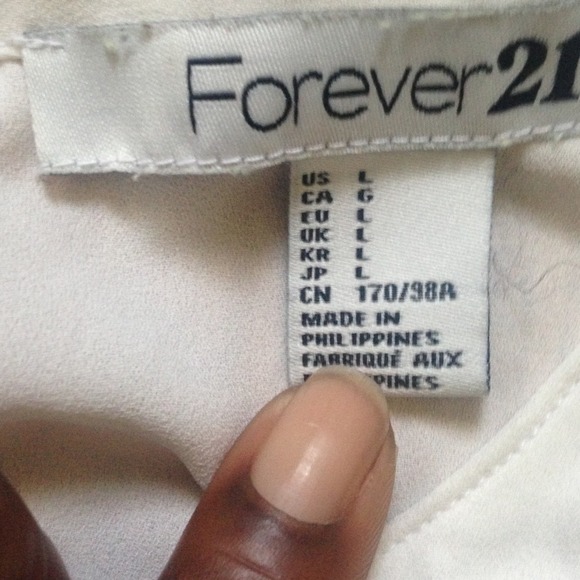 Forever21
US L
CA G
EU L
UK L
KR L
JP L
CN 170/98A
MADE IN
PHILIPPINES
FABRIQUÉ AUX